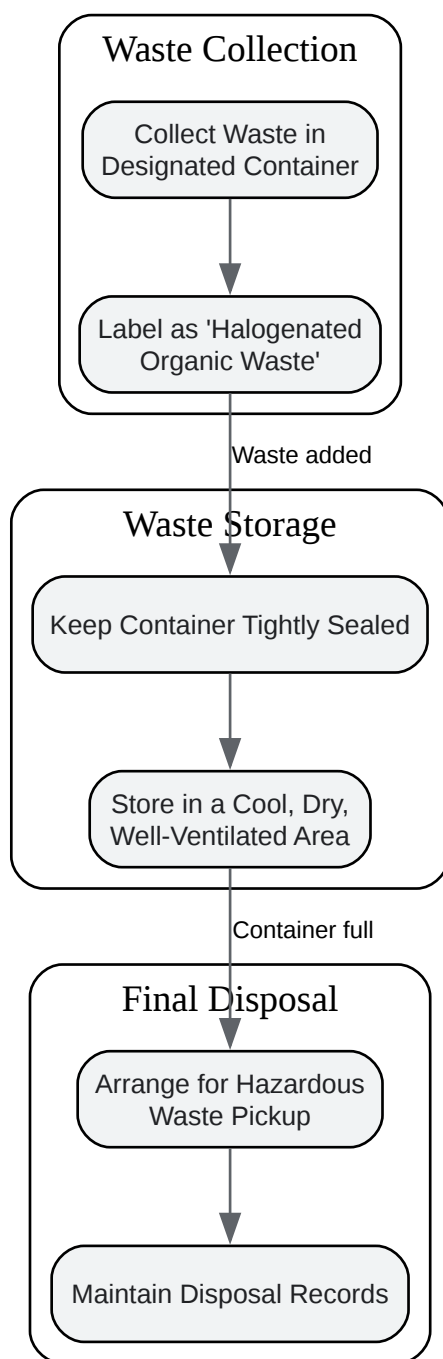 Waste Collection
Collect Waste in
Designated Container
Label as 'Halogenated
Organic Waste'
Waste added
Waste Storage
Keep Container Tightly Sealed
Store in a Cool, Dry,
Well-Ventilated Area
Container full
Final Disposal
Arrange for Hazardous
Waste Pickup
Maintain Disposal Records